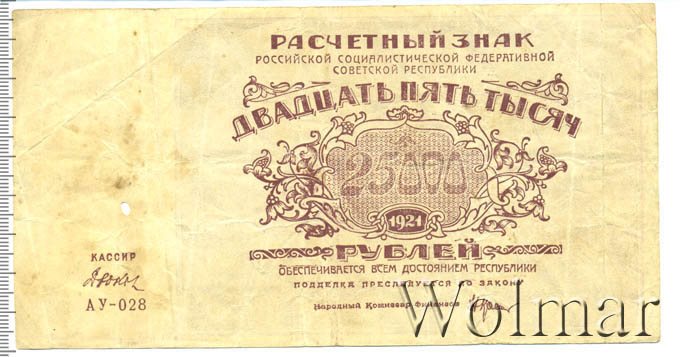 РАСЧЕТНЫЙ ЗНАК
РОССИЙСКОЙ СОЦИАЛИСТИЧЕСКОЙ ФЕДЕРАТИВНОЙ
СОВЕТСКОЙ РЕСПУБЛИКИ
ДВАДЦАТЬ ПЯТЬ ТЫСЯЧ
25000
1921
РУБЛЕЙ
ОБЕСПЕЧИВАЕТСЯ ВСЕМ ДОСТОЯНИЕМ РЕСПУБЛИКИ
ПОДДЕЛКА ПРЕСЛЕДУЕТСЯ ПО ЗАКОНУ
Народный Комиссар Финансов
КАССИР
АУ-028
Wolmar